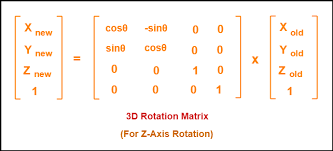 X new cosθ -sinθ 0 0 X old
Y new sinθ cosθ 0 0 Y old
Z new = 0 0 1 0 x Z old
1 0 0 0 1 1
3D Rotation Matrix
(For Z-Axis Rotation)